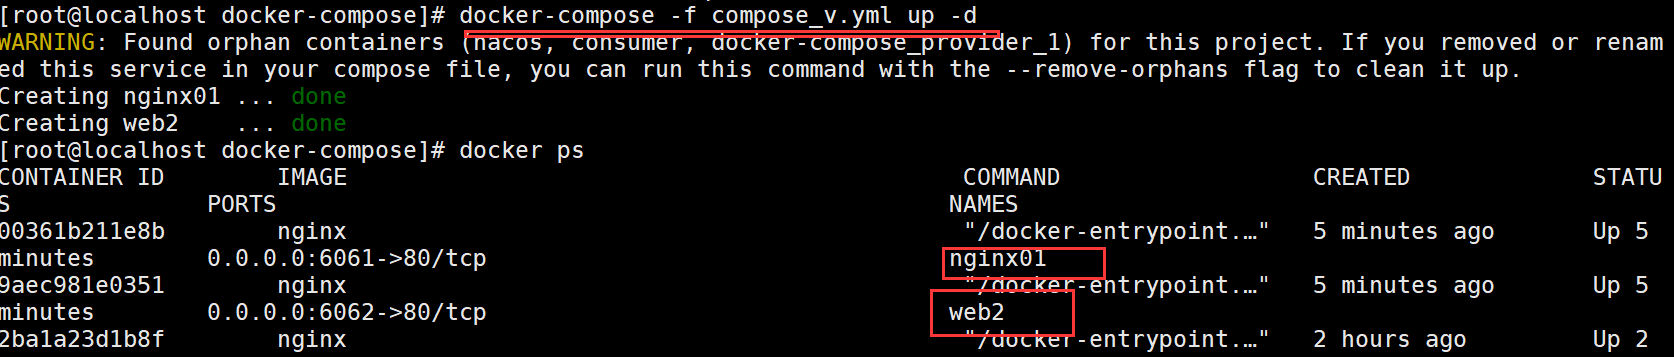 [root@localhost docker-compose]# docker-compose -f compose_v.yml up -d
WARNING: Found orphan containers (nacos, consumer, docker-compose_provider_1) for this project. If you removed or renam
ed this service in your compose file, you can run this command with the --remove-orphans flag to clean it up.
Creating nginx01 ... done
Creating web2    ... done
[root@localhost docker-compose]# docker ps
CONTAINER ID        IMAGE                                            COMMAND                  CREATED             STATU
S              PORTS                                                NAMES
00361b211e8b        nginx                                            "/docker-entrypoint.…"   5 minutes ago       Up 5
minutes        0.0.0.0:6061->80/tcp                                 nginx01
9aec981e0351        nginx                                            "/docker-entrypoint.…"   5 minutes ago       Up 5
minutes        0.0.0.0:6062->80/tcp                                 web2
2ba1a23d1b8f        nginx                                            "/docker-entrypoint.…"   2 hours ago         Up 2